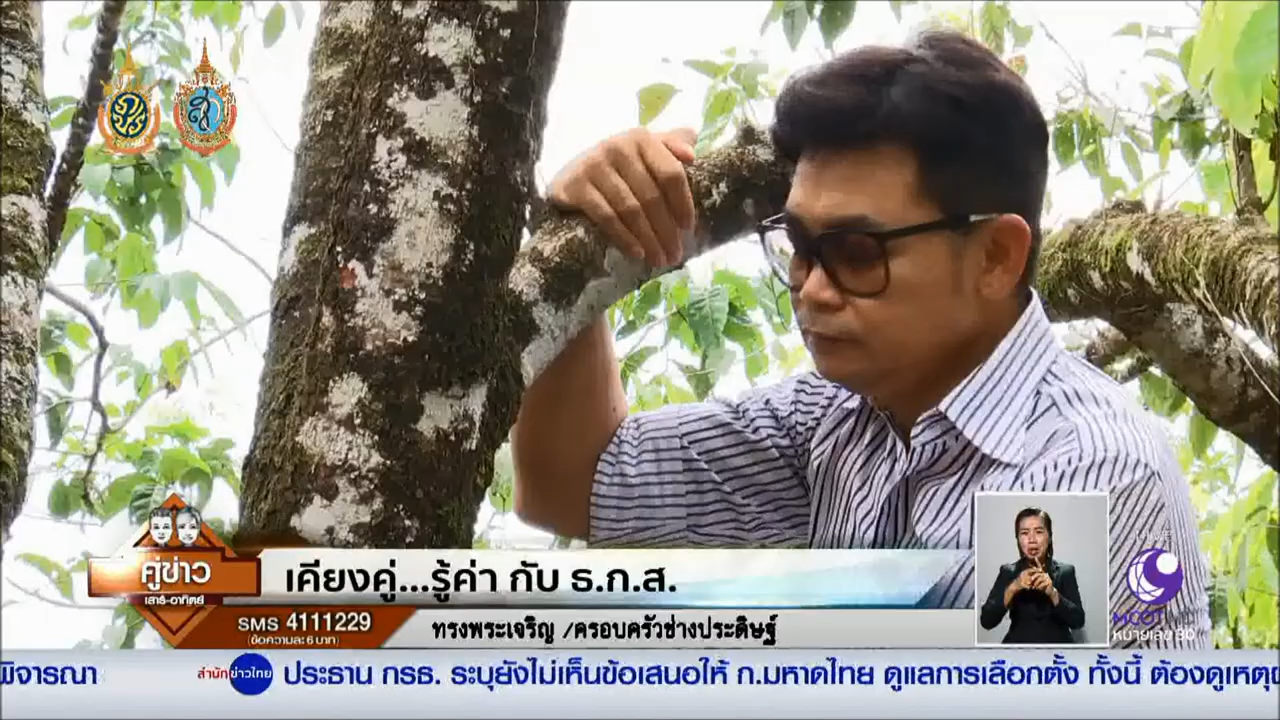 คู่ข่าว
เสาร์-อาทิตย์
เคียงคู่...รู้ค่า กับ ธ.ก.ส.
SMS 4111229
(ข้อความละ 6 บาท)
ทรงพระเจริญ /ครอบครัวช่างประดิษฐ์
MCOT
หมายเลข 30
พิจารณา
สำนักข่าวไทย
ประธาน กรธ. ระบุยังไม่เห็นข้อเสนอให้ ก.มหาดไทย ดูแลการเลือกตั้ง ทั้งนี้ ต้องดูเหตุ